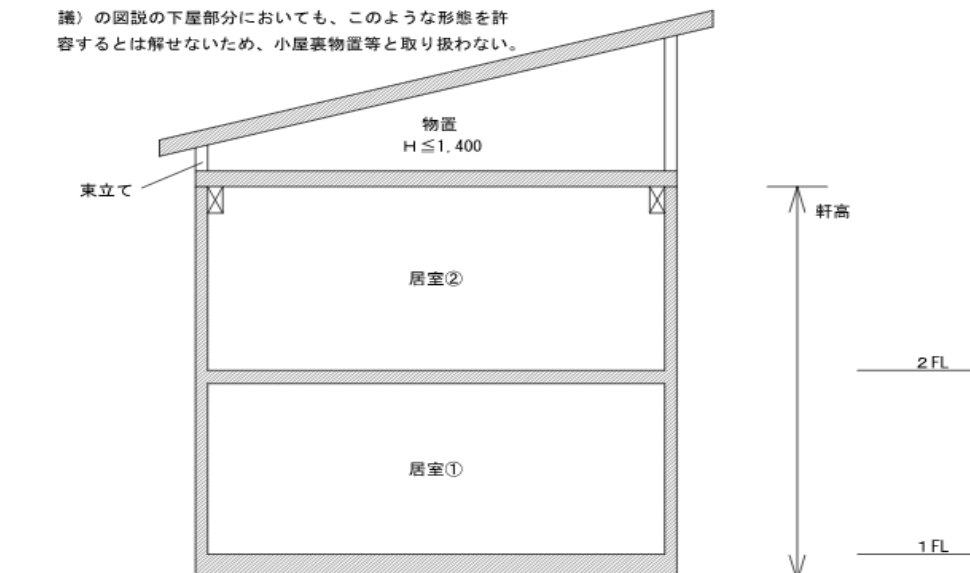 議）の図説の下屋部分においても、このような形態を許
容するとは解せないため、小屋裏物置等と取り扱わない。
物置
H≦1,400
束立て
軒高
居室②
2FL
居室①
1FL